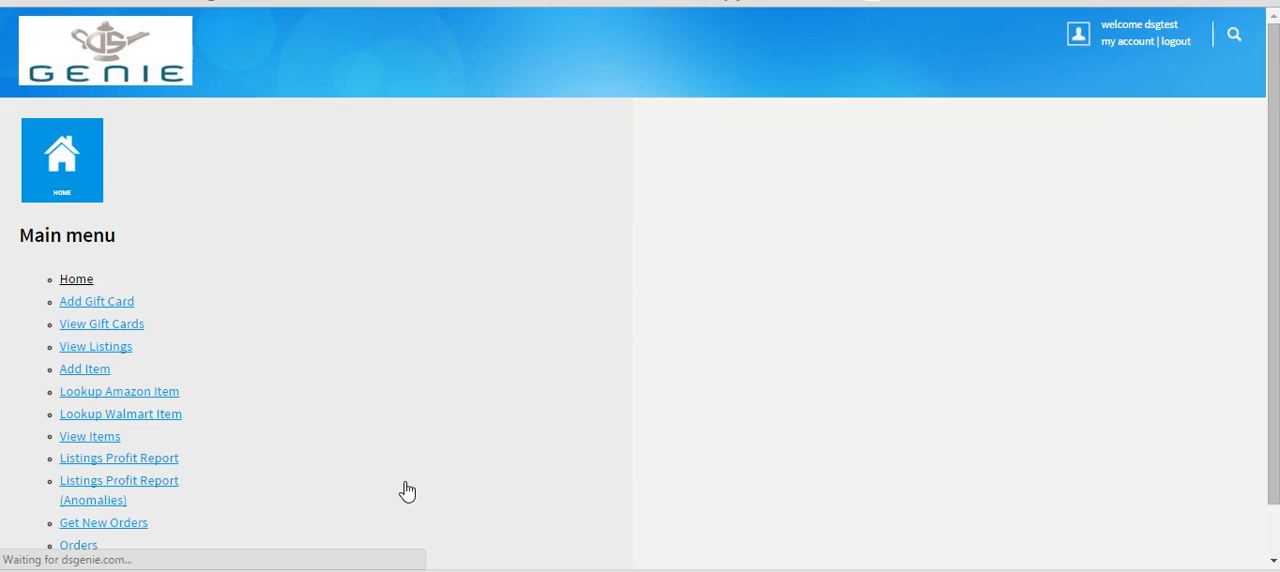 welcome dsgtest
my account | logout
ds
GENIE
HOME
Main menu
Home
Add Gift Card
View Gift Cards
View Listings
Add Item
Lookup Amazon Item
Lookup Walmart Item
View Items
Listings Profit Report
Listings Profit Report
(Anomalies)
Get New Orders
Orders
Waiting for dsgenie.com...